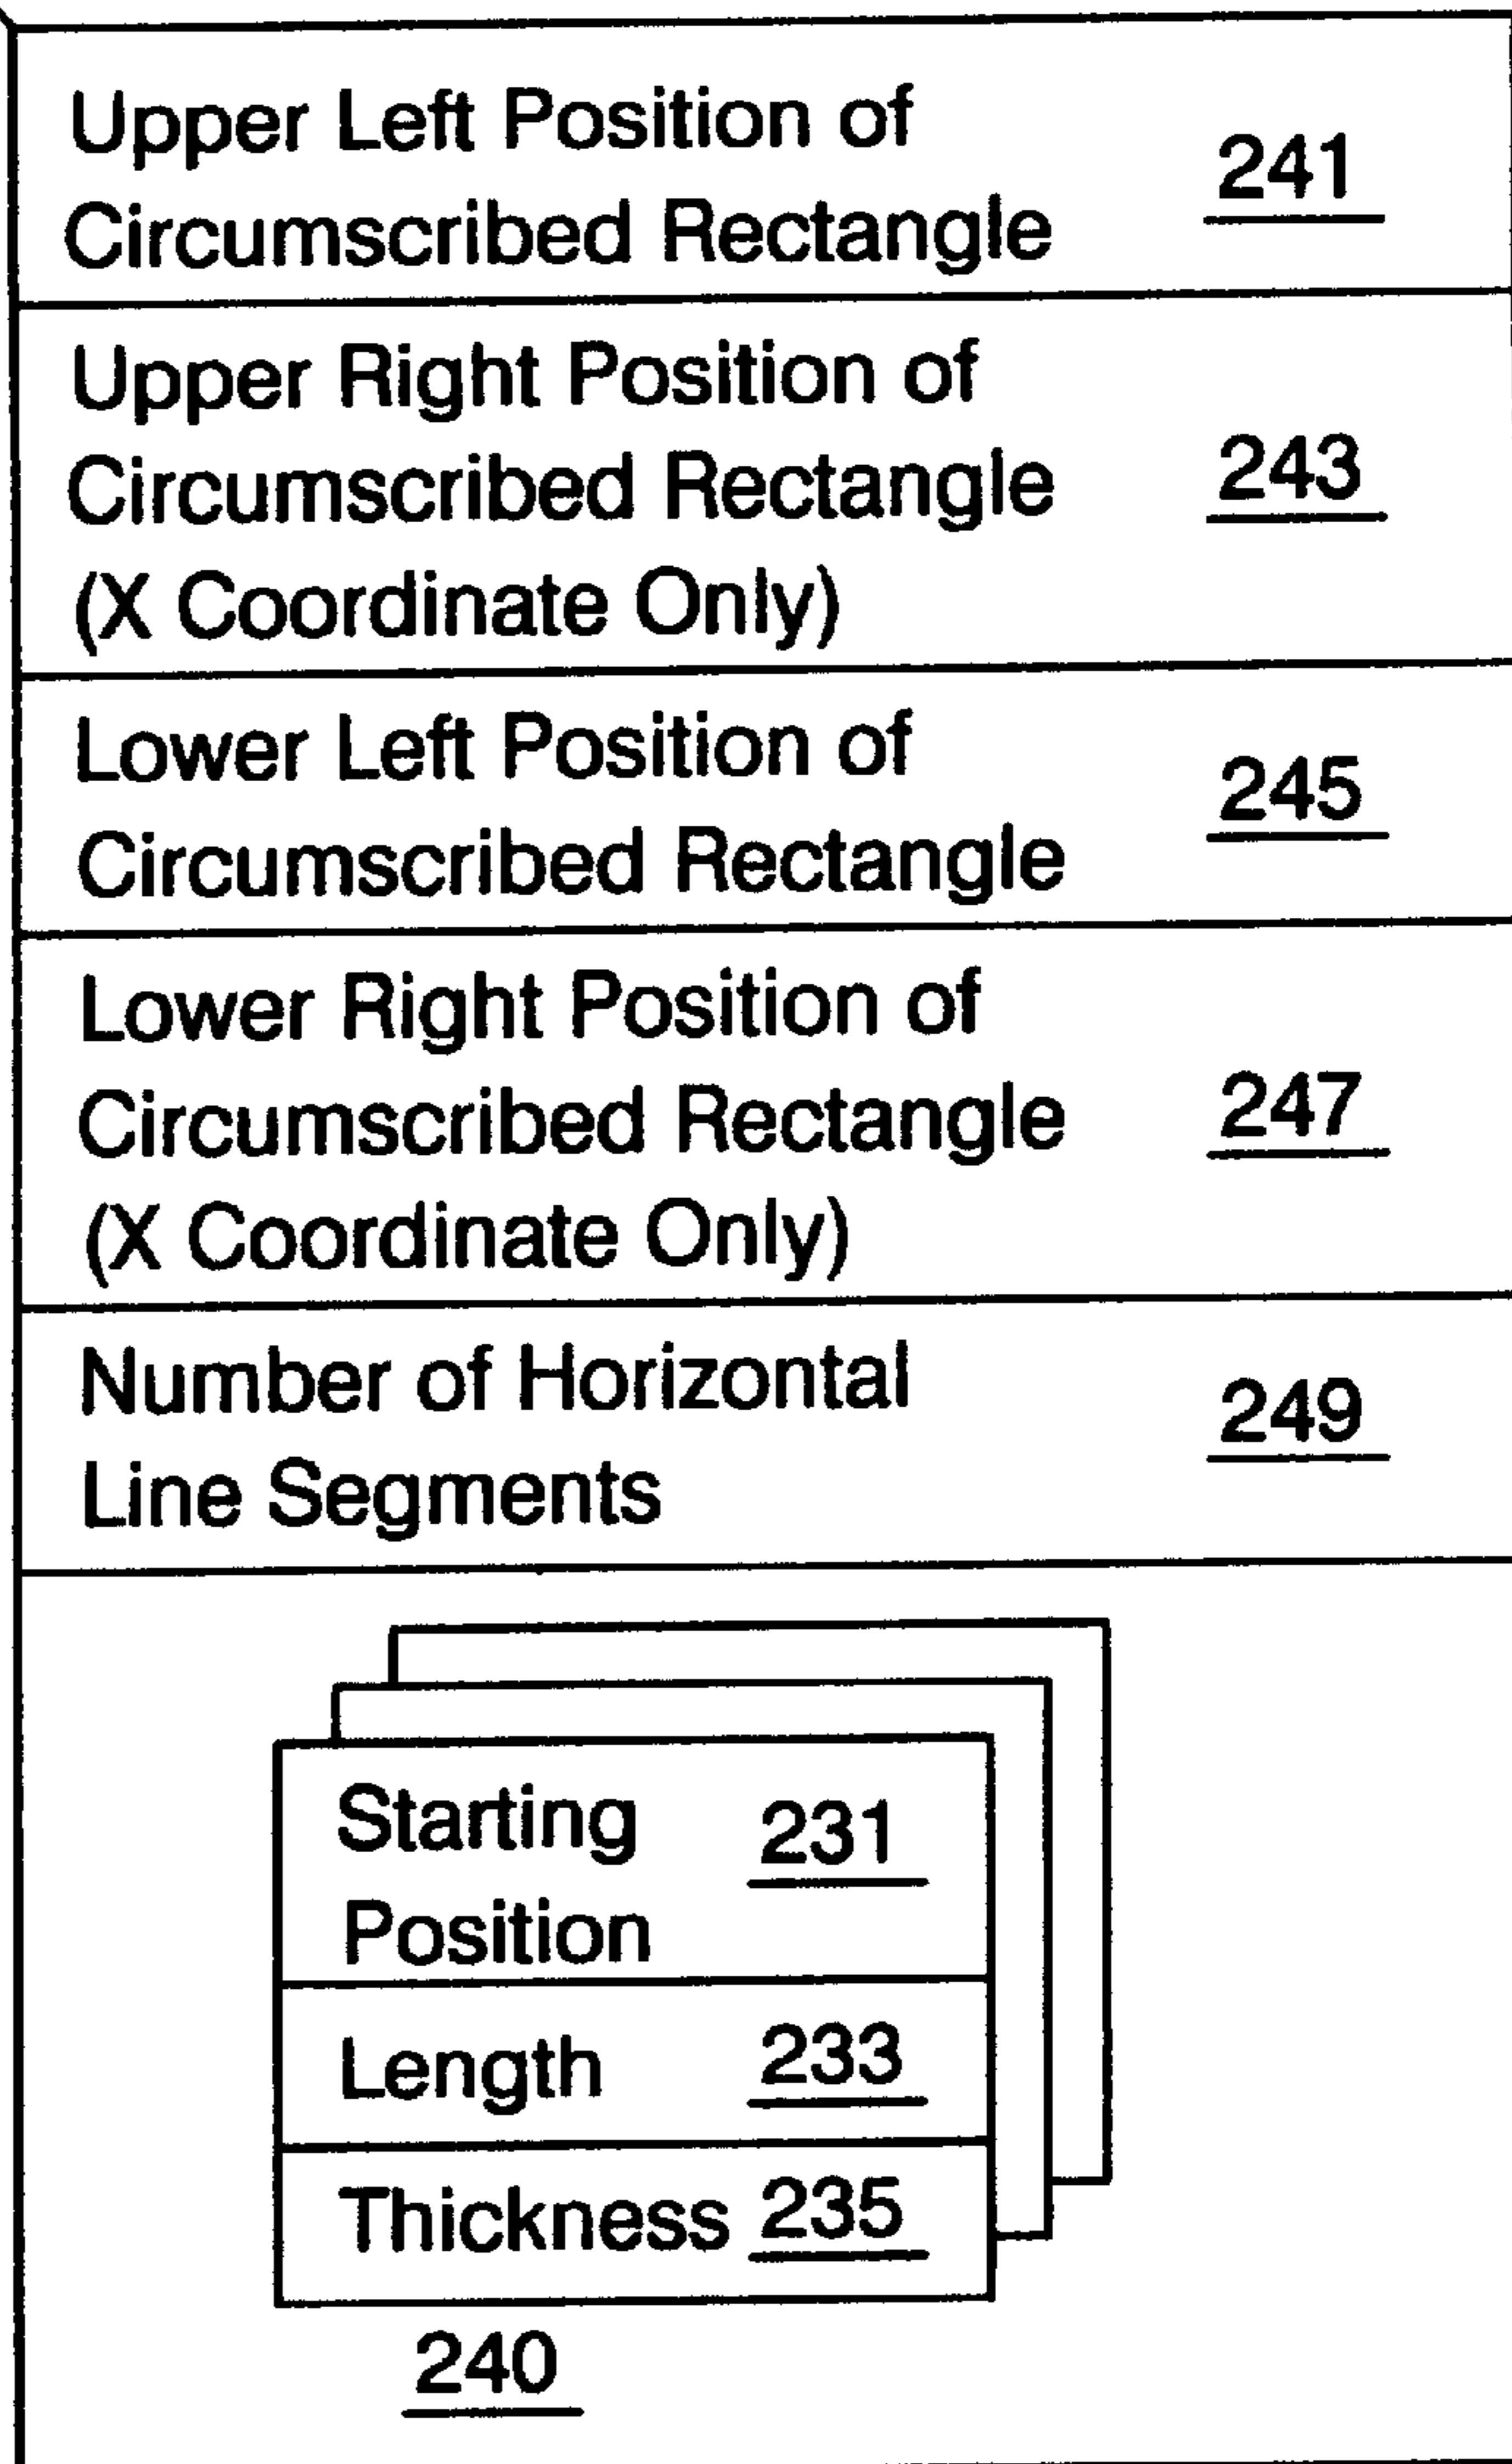 Upper Left Position of
Circumscribed Rectangle 241
Upper Right Position of
Circumscribed Rectangle 243
(X Coordinate Only)
Lower Left Position of
Circumscribed Rectangle 245
Lower Right Position of
Circumscribed Rectangle 247
(X Coordinate Only)
Number of Horizontal 249
Line Segments
Starting 231
Position
Length 233
Thickness 235
240